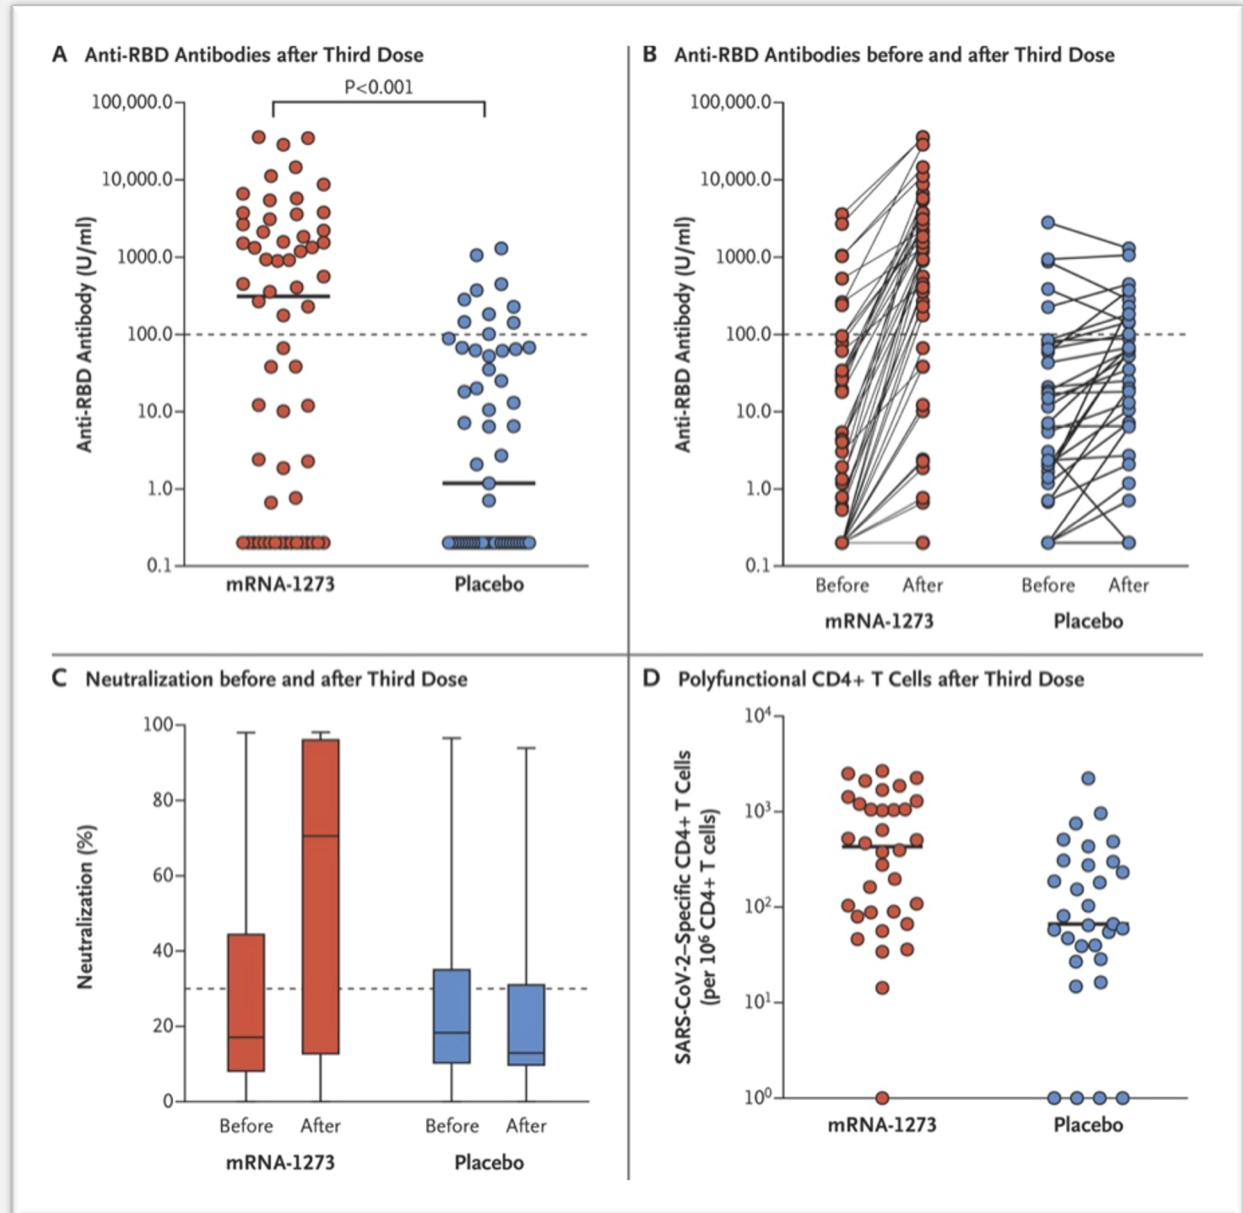 A Anti-RBD Antibodies after Third Dose
P<0.001
100,000.0
10,000.0
1000.0
100.0
10.0
1.0
0.1
Anti-RBD Antibody (U/ml)
mRNA-1273 Placebo
B Anti-RBD Antibodies before and after Third Dose
100,000.0
10,000.0
1000.0
100.0
10.0
1.0
0.1
Anti-RBD Antibody (U/ml)
Before After Before After
mRNA-1273 Placebo
C Neutralization before and after Third Dose
100
80
60
40
20
0
Neutralization (%)
Before After Before After
mRNA-1273 Placebo
D Polyfunctional CD4+ T Cells after Third Dose
10⁴
10³
10²
10¹
10⁰
SARS-CoV-2–Specific CD4+ T Cells
(per 10⁶ CD4+ T cells)
mRNA-1273 Placebo